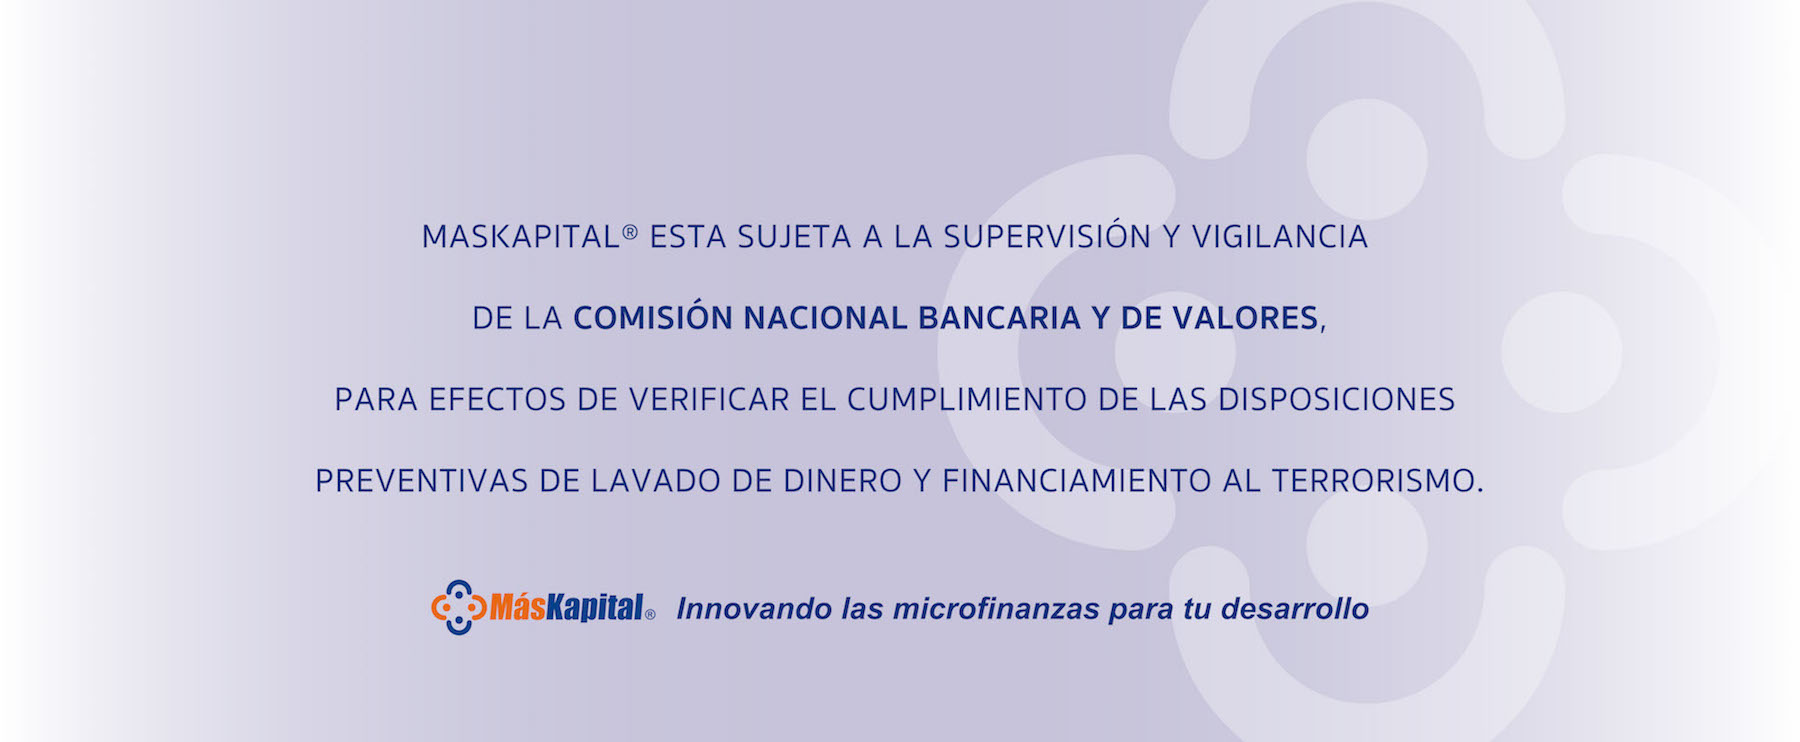 MASKAPITAL® ESTA SUJETA A LA SUPERVISIÓN Y VIGILANCIA
DE LA COMISIÓN NACIONAL BANCARIA Y DE VALORES,
PARA EFECTOS DE VERIFICAR EL CUMPLIMIENTO DE LAS DISPOSICIONES
PREVENTIVAS DE LAVADO DE DINERO Y FINANCIAMIENTO AL TERRORISMO.
MásKapital® Innovando las microfinanzas para tu desarrollo